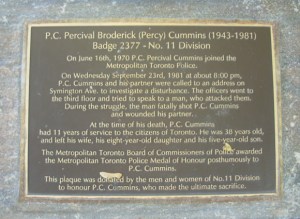 P.C. Percival Broderick (Percy) Cummins (1943-1981)
Badge 2377 - No. 11 Division
On June 16th, 1970 P.C. Percival Cummins joined the
Metropolitan Toronto Police.
On Wednesday September 23rd, 1981 at about 8:00 pm,
P.C. Cummins and his partner were called to an address on
Symington Ave. to investigate a disturbance. The officers went to
the third floor and tried to speak to a man, who attacked them.
During the struggle, the man fatally shot P.C. Cummins
and wounded his partner.
At the time of his death, P.C. Cummins
had 11 years of service to the citizens of Toronto. He was 38 years old,
and left his wife, his eight-year-old daughter and his five-year-old son.
The Metropolitan Toronto Board of Commissioners of Police awarded
the Metropolitan Toronto Police Medal of Honour posthumously to
P.C. Cummins.
This plaque was donated by the men and women of No.11 Division
to honour P.C. Cummins, who made the ultimate sacrifice.